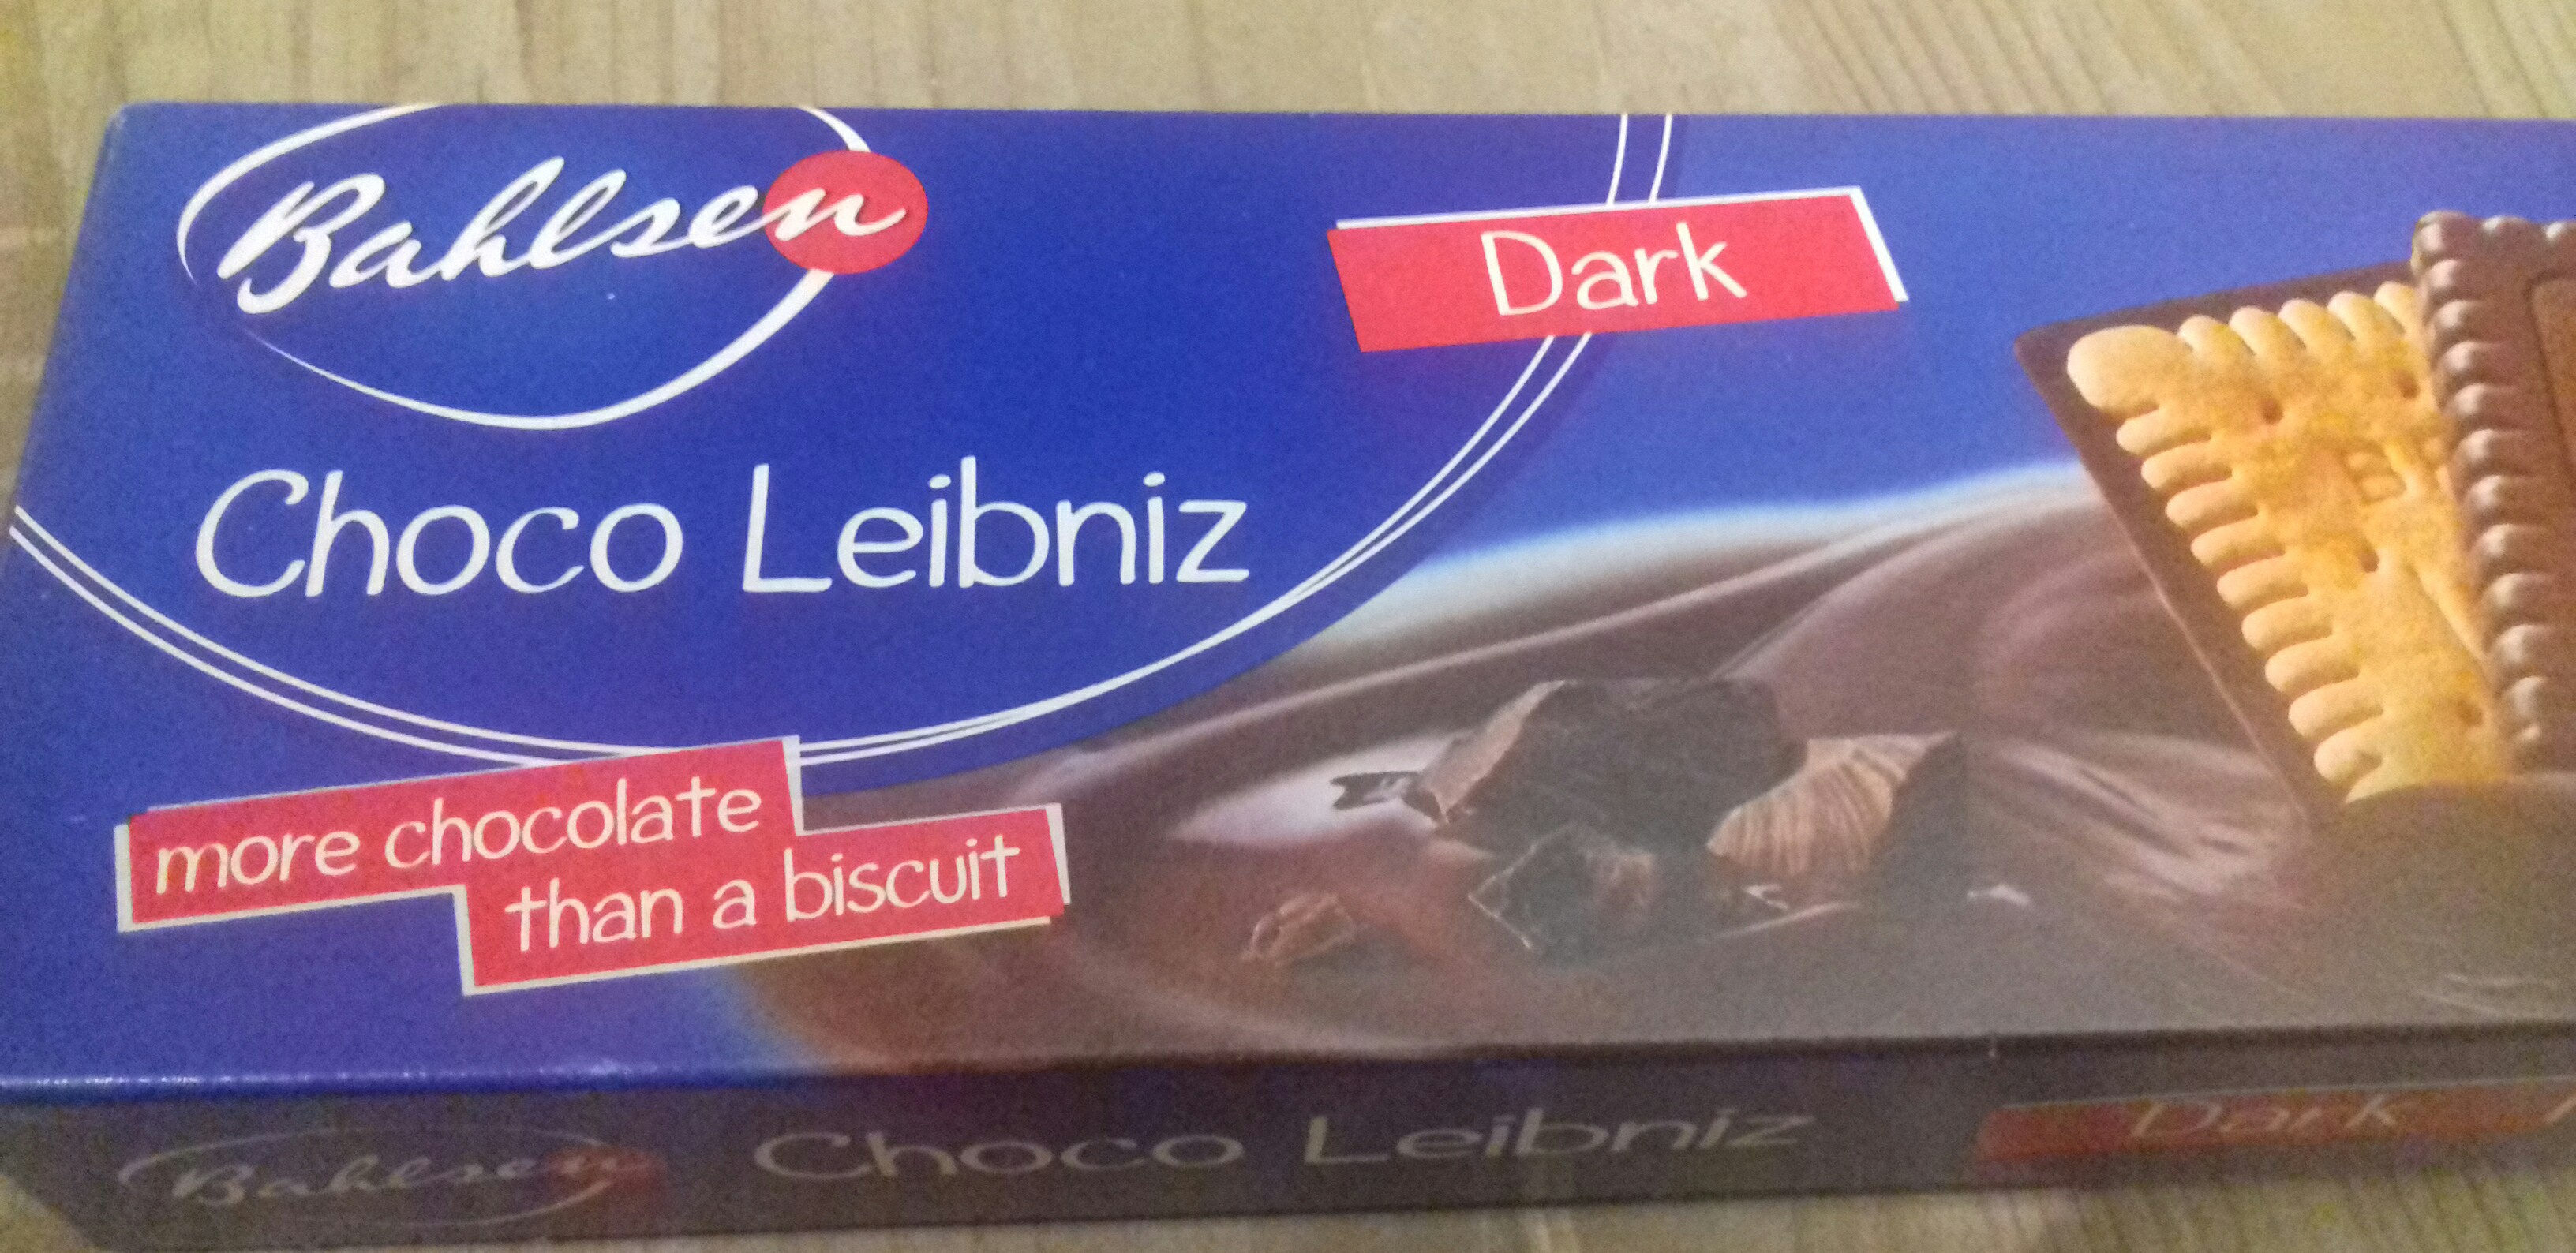 Bahlsen
Dark
Choco Leibniz
more chocolate
than a biscuit
Bahlsen Choco Leibniz Dark